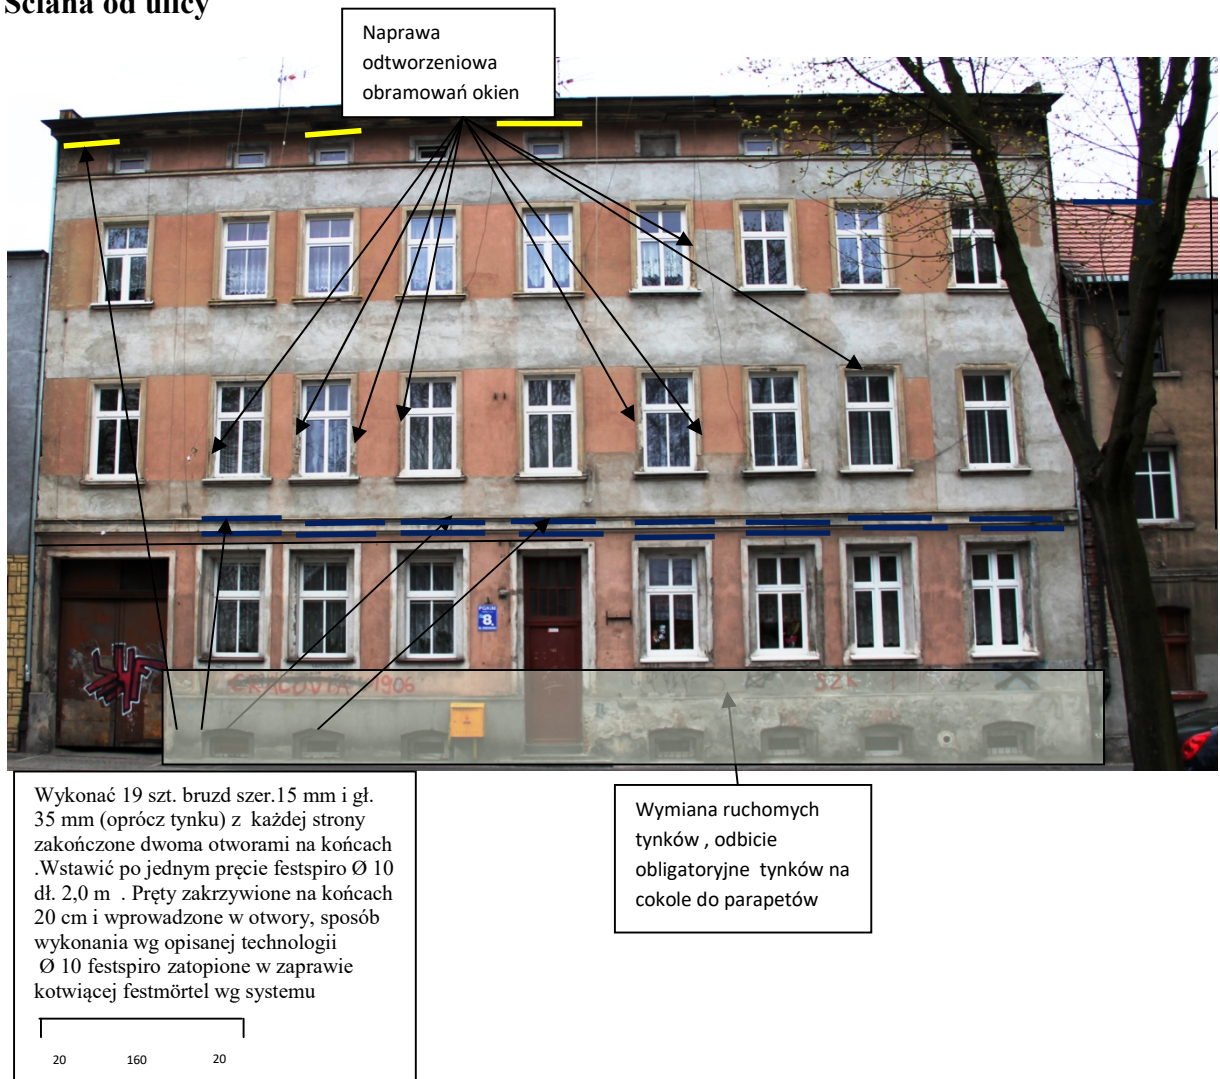 Ściana od ulicy
Naprawa
odtworzeniowa
obramowań okien
8
CRACOVIA 1906
SZK
Wykonać 19 szt. bruzd szer.15 mm i gł.
35 mm (oprócz tynku) z każdej strony
zakończone dwoma otworami na końcach
.Wstawić po jednym pręcie festspiro Ø 10
dł. 2,0 m . Pręty zakrzywione na końcach
20 cm i wprowadzone w otwory, sposób
wykonania wg opisanej technologii
Ø 10 festspiro zatopione w zaprawie
kotwiącej festmörtel wg systemu
20 160 20
Wymiana ruchomych
tynków , odbicie
obligatoryjne tynków na
cokole do parapetów